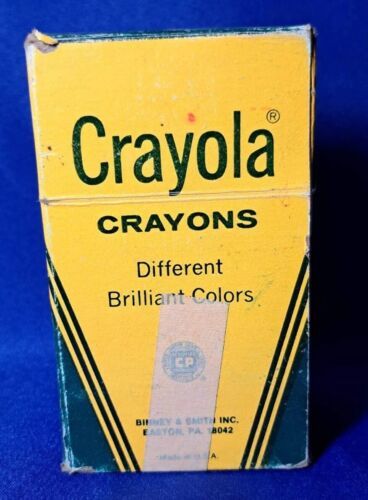 Crayola®
CRAYONS
Different
Brilliant Colors
CP
BINNEY & SMITH INC.
EASTON, PA. 18042
Made in U.S.A.